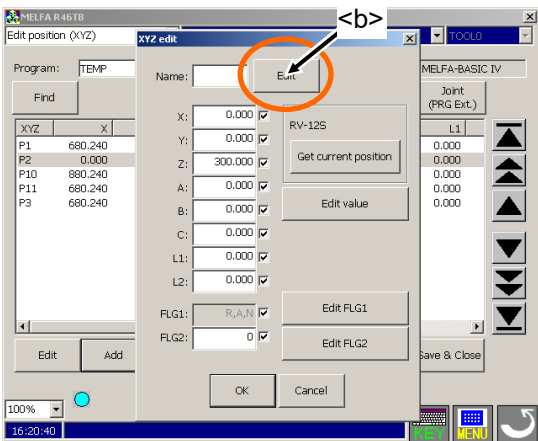 <b>
MELFA R46TB
Edit position (XYZ)
TOOL0
XYZ edit
Program: TEMP
MELFA-BASIC IV
Name:
Edit
Find
Joint
(PRG Ext.)
XYZ X L1
P1 680.240 0.000
P2 0.000 0.000
P10 980.240 0.000
P11 680.240 0.000
P3 680.240 0.000
X: 0.000
Y: 0.000
Z: 300.000
A: 0.000
B: 0.000
C: 0.000
L1: 0.000
L2: 0.000
FLG1: R,A,N
FLG2: 0
RV-12S
Get current position
Edit value
Edit FLG1
Edit FLG2
OK
Cancel
Edit
Add
Save & Close
100%
16:20:40
KEY
MENU